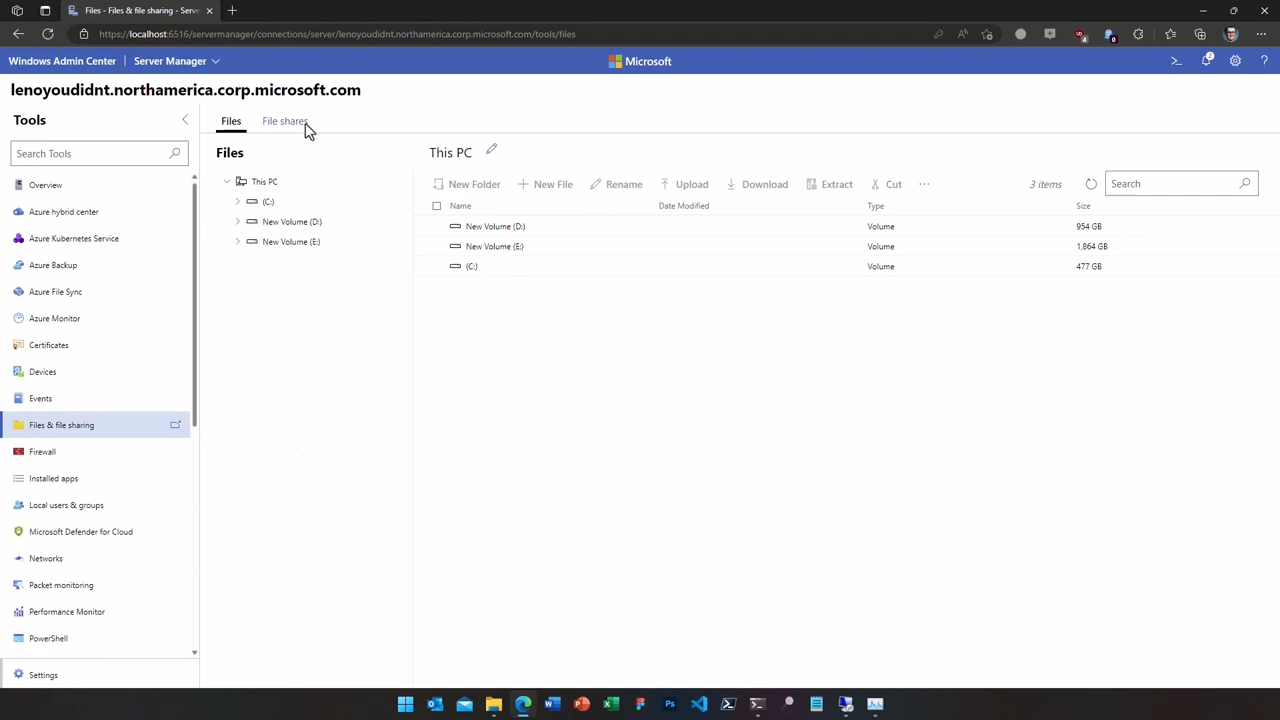 Files - Files & file sharing - Serve
https://localhost:6516/servermanager/connections/server/lenoyoudidnt.northamerica.corp.microsoft.com/tools/files
Windows Admin Center | Server Manager
Microsoft
lenoyoudidnt.northamerica.corp.microsoft.com
Tools
Search Tools
Overview
Azure hybrid center
Azure Kubernetes Service
Azure Backup
Azure File Sync
Azure Monitor
Certificates
Devices
Events
Files & file sharing
Firewall
Installed apps
Local users & groups
Microsoft Defender for Cloud
Networks
Packet monitoring
Performance Monitor
PowerShell
Settings
Files File shares
Files
This PC
(C:)
New Volume (D:)
New Volume (E:)
This PC
New Folder New File Rename Upload Download Extract Cut ... 3 items Search
Name Date Modified Type Size
New Volume (D:) Volume 954 GB
New Volume (E:) Volume 1,864 GB
(C:) Volume 477 GB